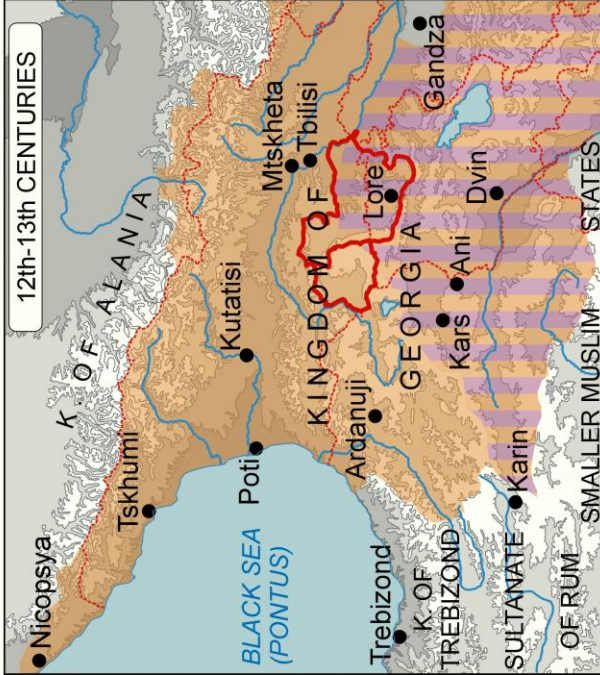 12th-13th CENTURIES
K. OF ALANIA
Nicopsya
Tskhumi
Kutatisi
Mtskheta
Tbilisi
Poti
BLACK SEA
(PONTUS)
KINGDOM OF
GEORGIA
Lore
Gandza
Ardanuji
Kars
Ani
Dvin
Trebizond
K. OF
TREBIZOND
Karin
SULTANATE
OF RUM
SMALLER MUSLIM STATES